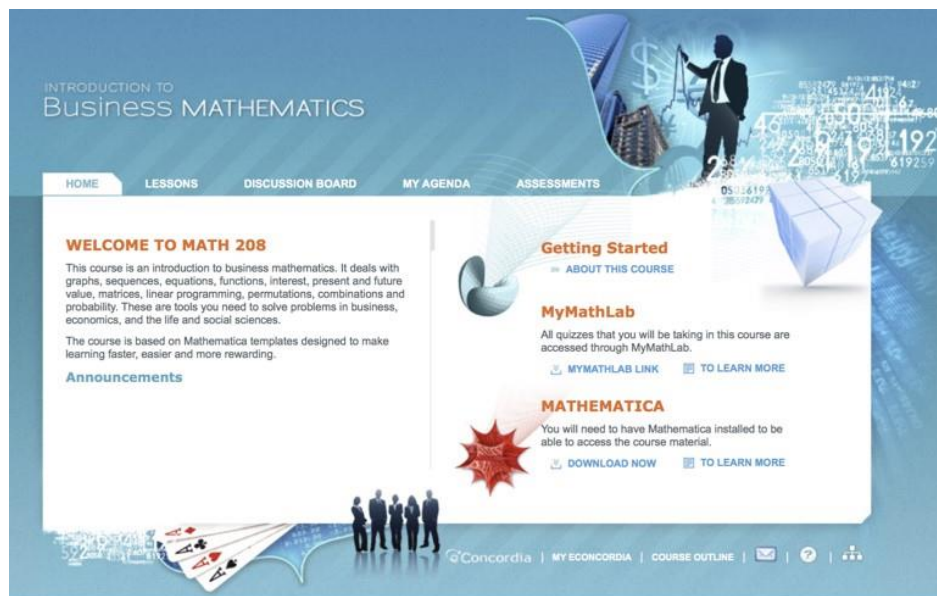 INTRODUCTION TO
Business MATHEMATICS
HOME LESSONS DISCUSSION BOARD MY AGENDA ASSESSMENTS
WELCOME TO MATH 208
This course is an introduction to business mathematics. It deals with
graphs, sequences, equations, functions, interest, present and future
value, matrices, linear programming, permutations, combinations and
probability. These are tools you need to solve problems in business,
economics, and the life and social sciences.
The course is based on Mathematica templates designed to make
learning faster, easier and more rewarding.
Announcements
Getting Started
ABOUT THIS COURSE
MyMathLab
All quizzes that you will be taking in this course are
accessed through MyMathLab.
MYMATHLAB LINK TO LEARN MORE
MATHEMATICA
You will need to have Mathematica installed to be
able to access the course material.
DOWNLOAD NOW TO LEARN MORE
eConcordia | MY ECONCORDIA | COURSE OUTLINE | | ? |